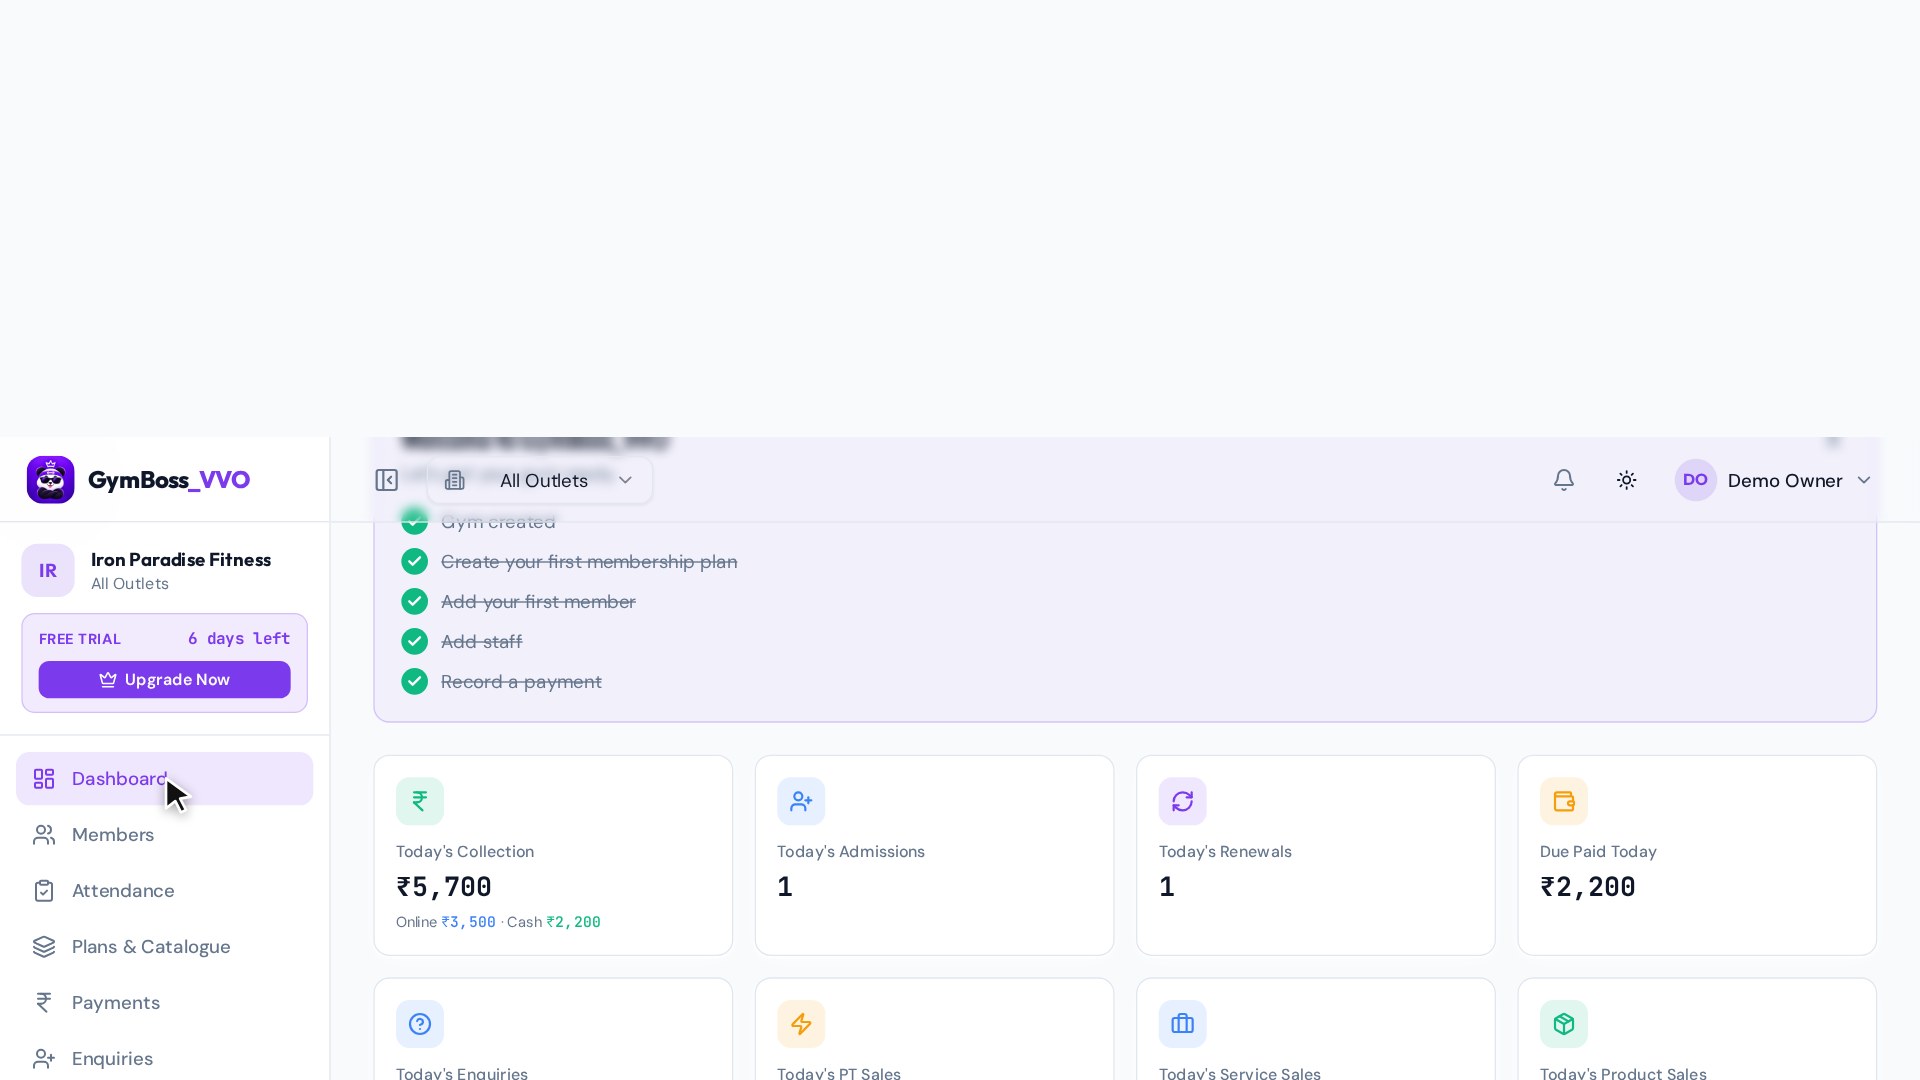 GymBoss_VVO
All Outlets
DO
Demo Owner
IR
Iron Paradise Fitness
All Outlets
FREE TRIAL
6 days left
Upgrade Now
Dashboard
Members
Attendance
Plans & Catalogue
Payments
Enquiries
Gym created
Create your first membership plan
Add your first member
Add staff
Record a payment
Today's Collection
₹5,700
Online ₹3,500 · Cash ₹2,200
Today's Admissions
1
Today's Renewals
1
Due Paid Today
₹2,200
Today's Enquiries
Today's PT Sales
Today's Service Sales
Today's Product Sales